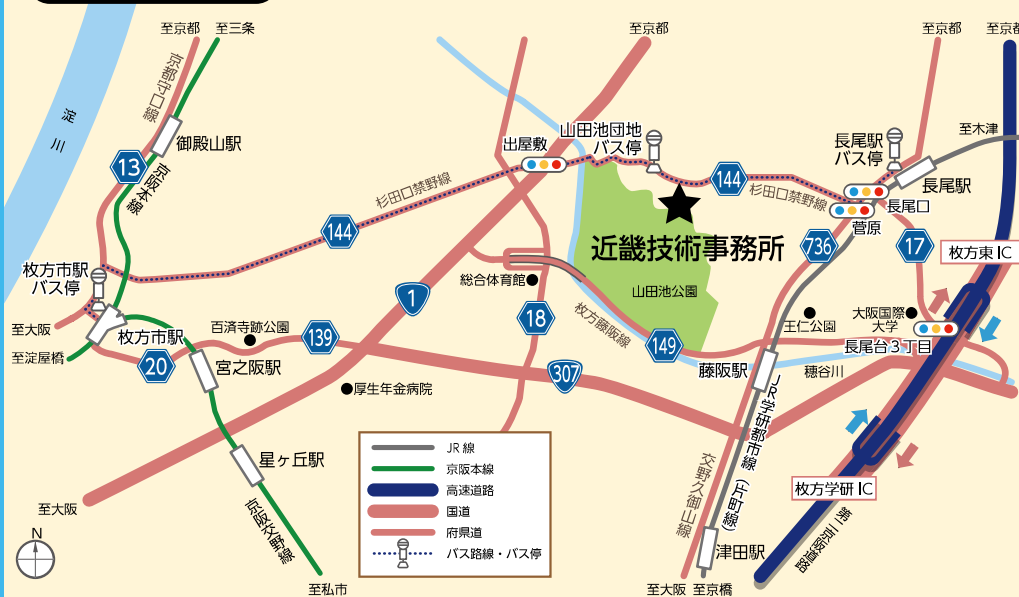 至京都
至三条
至京都
至京都
至京都
京都守口線
淀川
御殿山駅
13
京阪本線
出屋敷
山田池団地
バス停
長尾駅
バス停
至木津
長尾駅
144
杉田口禁野線
144
杉田口禁野線
長尾口
菅原
近畿技術事務所
736
17
枚方東IC
枚方市駅
バス停
総合体育館
山田池公園
1
枚方藤阪線
至大阪
枚方市駅
百済寺跡公園
139
18
149
王仁公園
大阪国際
大学
長尾台3丁目
至淀屋橋
20
宮之阪駅
307
藤阪駅
穂谷川
厚生年金病院
JR学研都市線(片町線)
星ヶ丘駅
京阪交野線
交野久御山線
枚方学研IC
第二京阪道路
至大阪
津田駅
至私市
至大阪
至京橋
N
JR線
京阪本線
高速道路
国道
府県道
バス路線・バス停